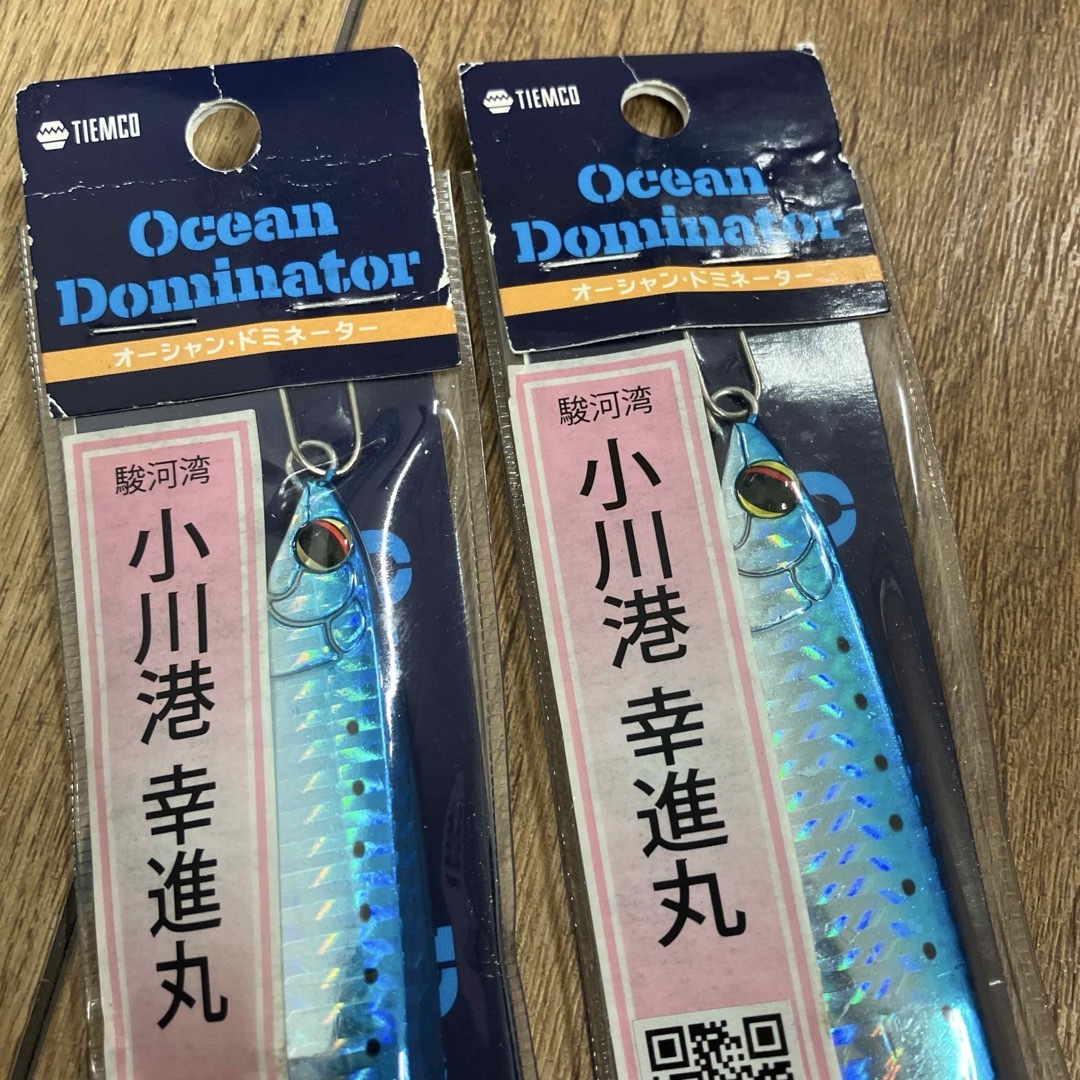 TIEMCO
Ocean
Dominator
オーシャン・ドミネーター
駿河湾
小川港 幸進丸
TIEMCO
Ocean
Dominator
オーシャン・ドミネーター
駿河湾
小川港 幸進丸